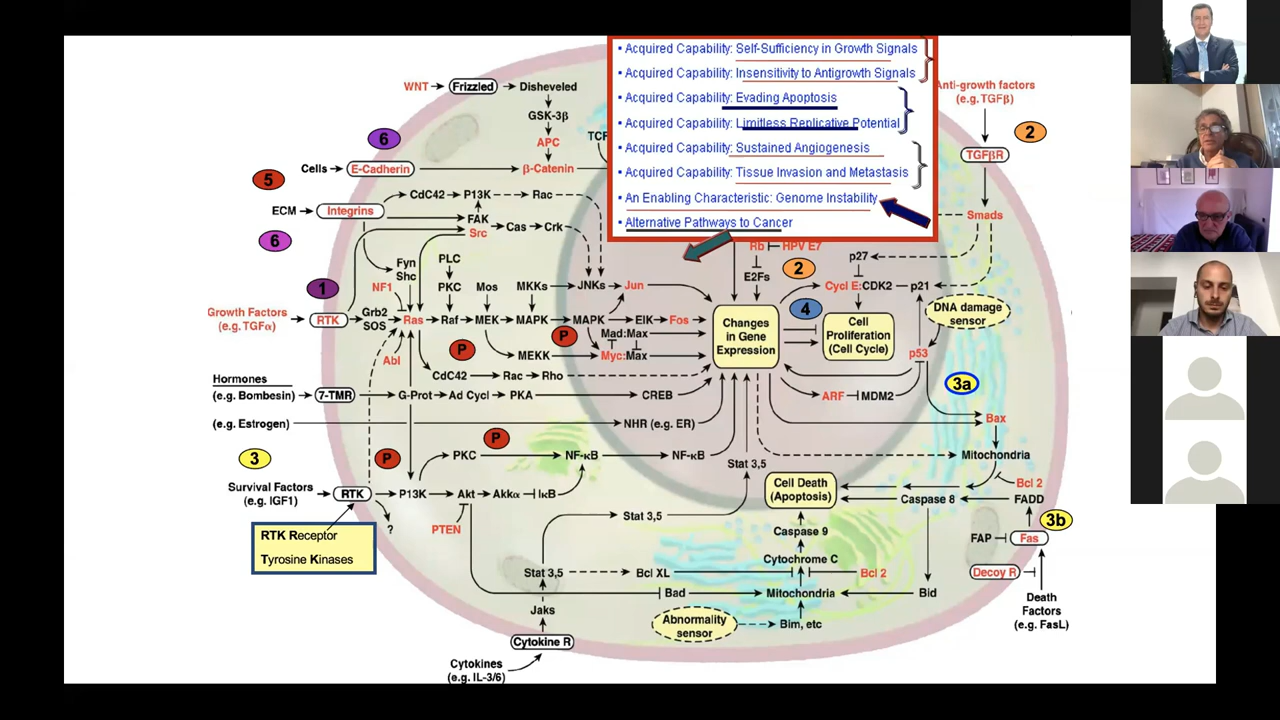 • Acquired Capability: Self-Sufficiency in Growth Signals
• Acquired Capability: Insensitivity to Antigrowth Signals
• Acquired Capability: Evading Apoptosis
• Acquired Capability: Limitless Replicative Potential
• Acquired Capability: Sustained Angiogenesis
• Acquired Capability: Tissue Invasion and Metastasis
• An Enabling Characteristic: Genome Instability
• Alternative Pathways to Cancer
WNT Frizzled Disheveled
GSK-3β
APC
TCF
6
Cells E-Cadherin β-Catenin
5
CdC42 P13K Rac
ECM Integrins
FAK
Src Cas Crk
6
Fyn
Shc
PLC
NF1
PKC Mos MKKs JNKs Jun
1
Growth Factors
(e.g. TGFα)
RTK Grb2
SOS
Ras Raf MEK MAPK MAPK ElK Fos
P
Mad:Max
Abl
P
MEKK Myc:Max
CdC42 Rac Rho
Hormones
(e.g. Bombesin) 7-TMR G-Prot Ad Cycl PKA CREB
(e.g. Estrogen) NHR (e.g. ER)
P
3
P
PKC NF-κB NF-κB
Stat 3,5
Survival Factors
(e.g. IGF1)
RTK P13K Akt Akkα IκB
?
PTEN
Stat 3,5
RTK Receptor
Tyrosine Kinases
Stat 3,5 Bcl XL
Bad
Jaks
Cytokine R
Cytokines
(e.g. IL-3/6)
Anti-growth factors
(e.g. TGFβ)
2
TGFβR
Smads
Rb HPV E7
E2Fs
2
p27
Cycl E:CDK2 p21
4
Changes
in Gene
Expression
Cell
Proliferation
(Cell Cycle)
DNA damage
sensor
p53
3a
ARF MDM2
Bax
Mitochondria
Cell Death
(Apoptosis)
Bcl 2
Caspase 8 FADD
3b
Caspase 9
FAP Fas
Cytochrome C
Bcl 2
Decoy R
Mitochondria Bid
Death
Factors
(e.g. FasL)
Abnormality
sensor
Bim, etc